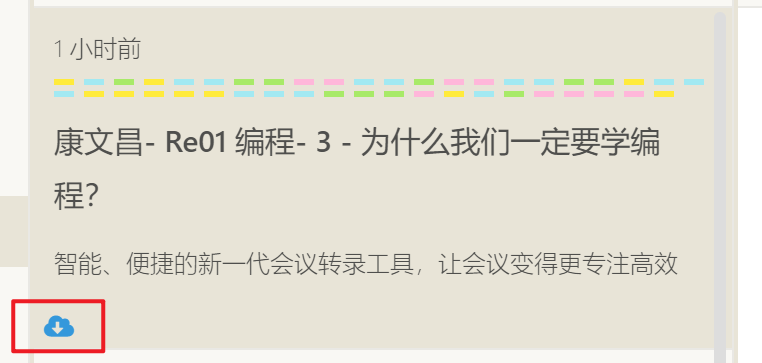 1 小时前
康文昌- Re01 编程- 3 - 为什么我们一定要学编
程?
智能、便捷的新一代会议转录工具，让会议变得更专注高效